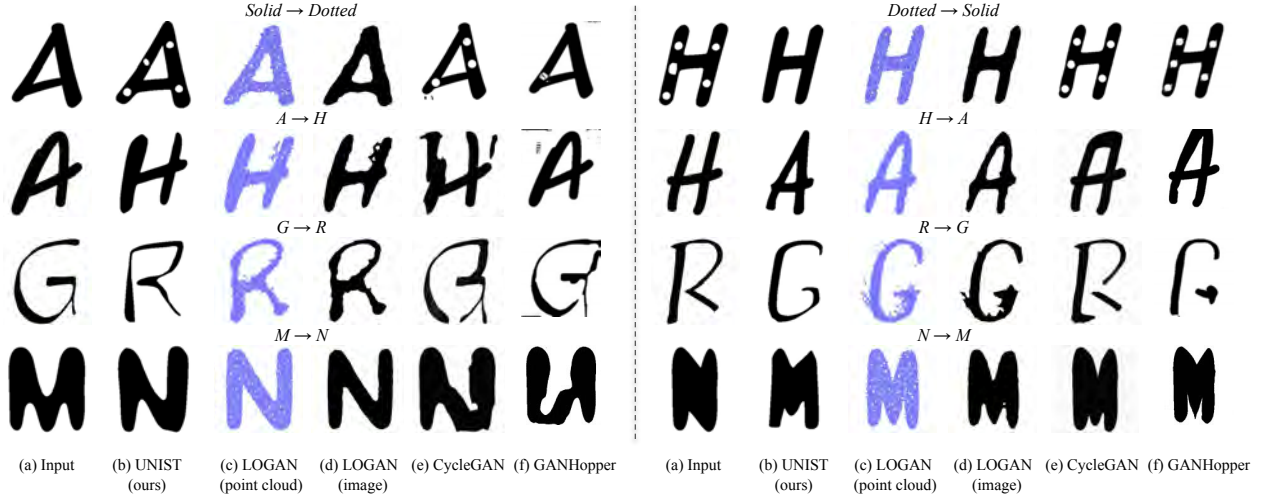 Solid → Dotted
A A A A A A
A → H
A H H H H A
G → R
G R R R
M → N
M N N N
(a) Input (b) UNIST (c) LOGAN (d) LOGAN (e) CycleGAN (f) GANHopper
(ours) (point cloud) (image)
Dotted → Solid
H H H H H H
H → A
H A A A A A
R → G
R G G G R
N → M
N M M M M M
(a) Input (b) UNIST (c) LOGAN (d) LOGAN (e) CycleGAN (f) GANHopper
(ours) (point cloud) (image)